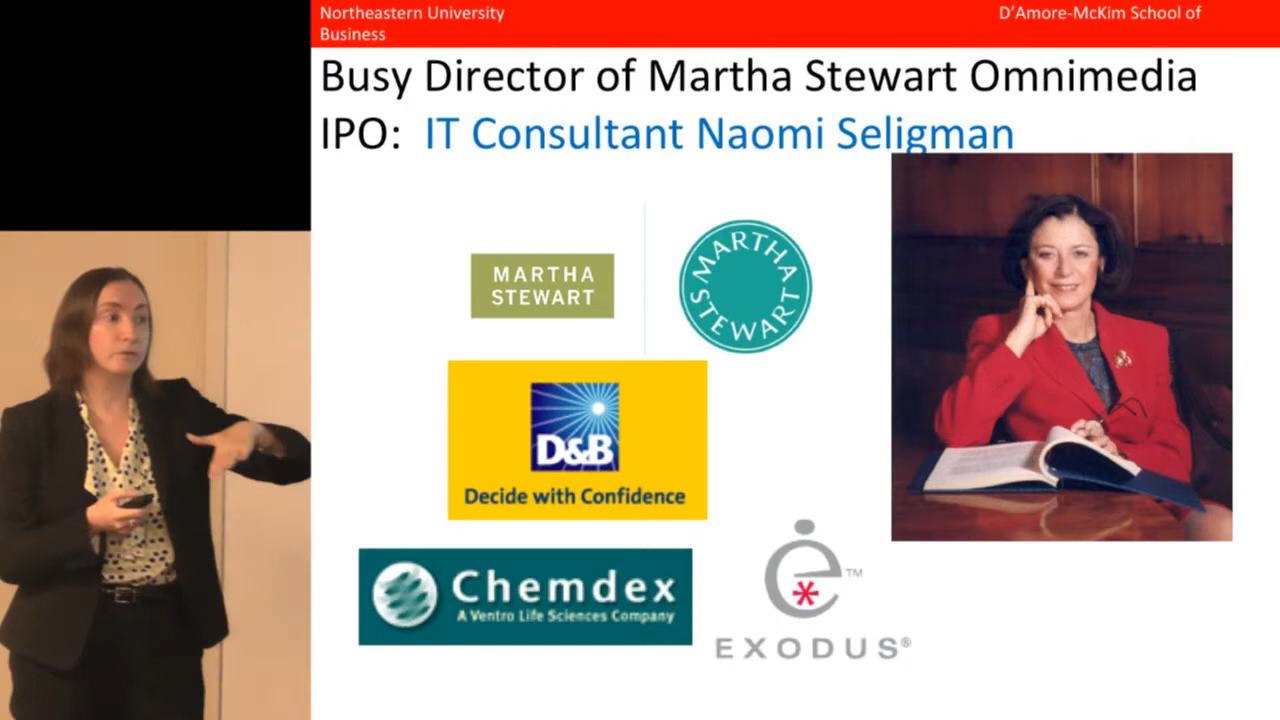 Northeastern University
D’Amore-McKim School of
Business
Busy Director of Martha Stewart Omnimedia
IPO: IT Consultant Naomi Seligman
MARTHA
STEWART
MARTHA
STEWART
D&B
Decide with Confidence
Chemdex
A Ventro Life Sciences Company
e
TM
EXODUS®